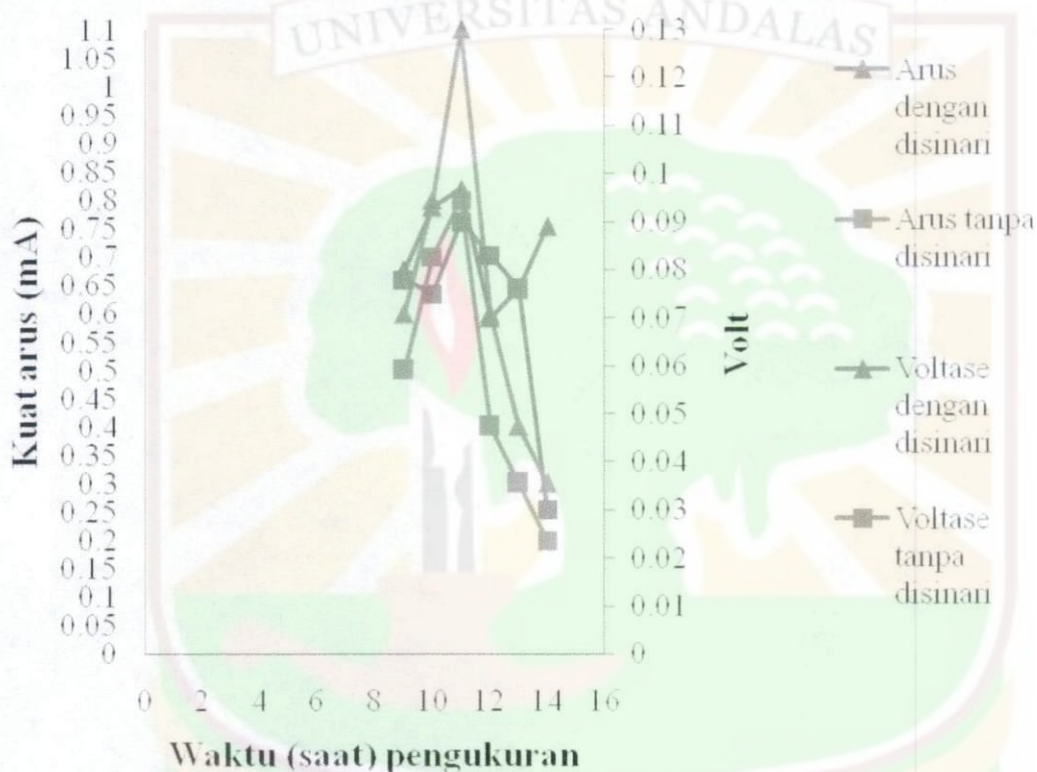 UNIVERSITAS ANDALAS
1.1
1.05
1
0.95
0.9
0.85
0.8
0.75
0.7
0.65
0.6
0.55
0.5
0.45
0.4
0.35
0.3
0.25
0.2
0.15
0.1
0.05
0
Kuat arus (mA)
0.13
0.12
0.11
0.1
0.09
0.08
0.07
0.06
0.05
0.04
0.03
0.02
0.01
0
Volt
Arus
dengan
disinari
Arus tanpa
disinari
Voltase
dengan
disinari
Voltase
tanpa
disinari
0 2 4 6 8 10 12 14 16
Waktu (saat) pengukuran